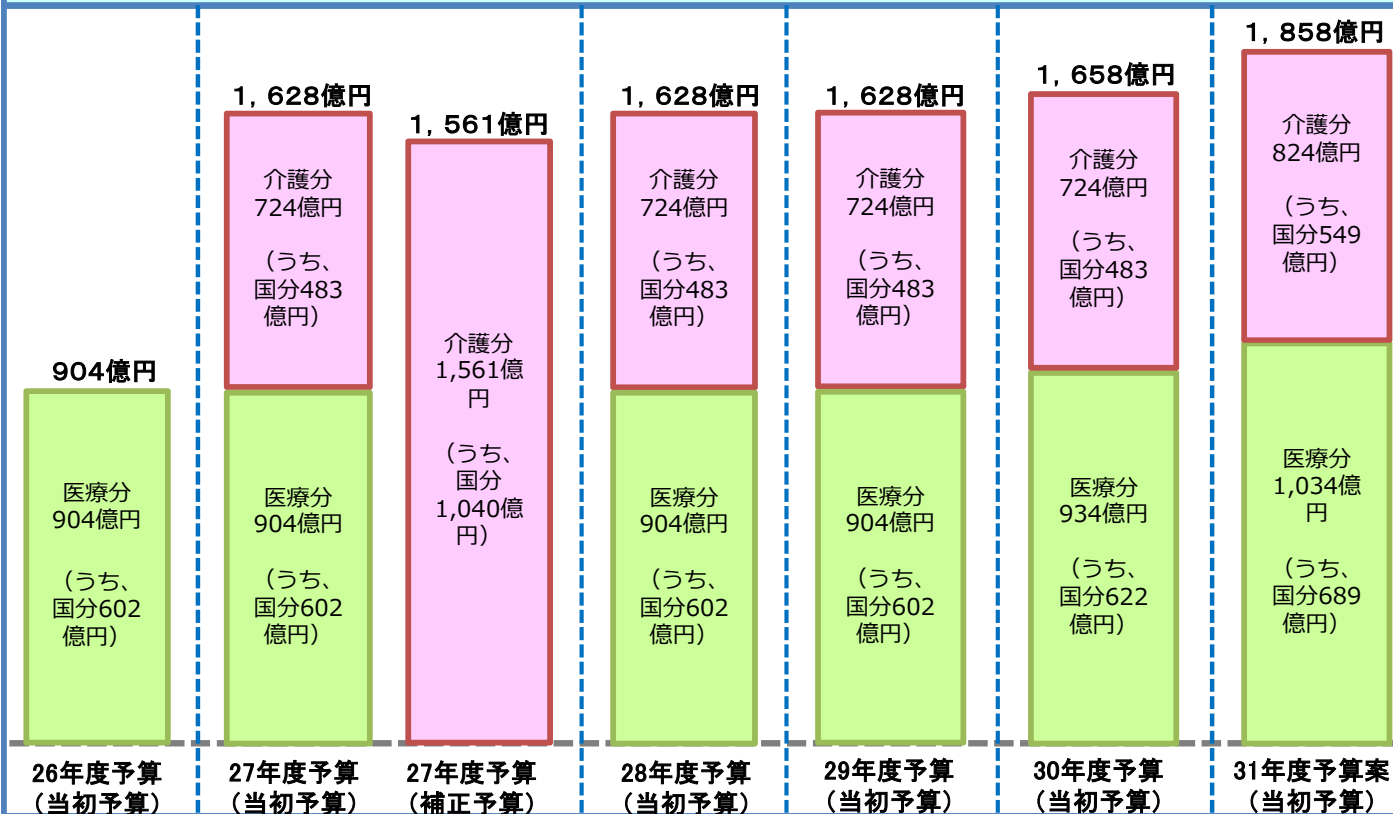 904億円
医療分
904億円
（うち、
国分602
億円）
26年度予算
（当初予算）
1，628億円
介護分
724億円
（うち、
国分483
億円）
医療分
904億円
（うち、
国分602
億円）
27年度予算
（当初予算）
1，561億円
介護分
1,561億
円
（うち、
国分
1,040億
円）
27年度予算
（補正予算）
1，628億円
介護分
724億円
（うち、
国分483
億円）
医療分
904億円
（うち、
国分602
億円）
28年度予算
（当初予算）
1，628億円
介護分
724億円
（うち、
国分483
億円）
医療分
904億円
（うち、
国分602
億円）
29年度予算
（当初予算）
1，658億円
介護分
724億円
（うち、
国分483
億円）
医療分
934億円
（うち、
国分622
億円）
30年度予算
（当初予算）
1，858億円
介護分
824億円
（うち、
国分549
億円）
医療分
1,034億
円
（うち、
国分689
億円）
31年度予算案
（当初予算）